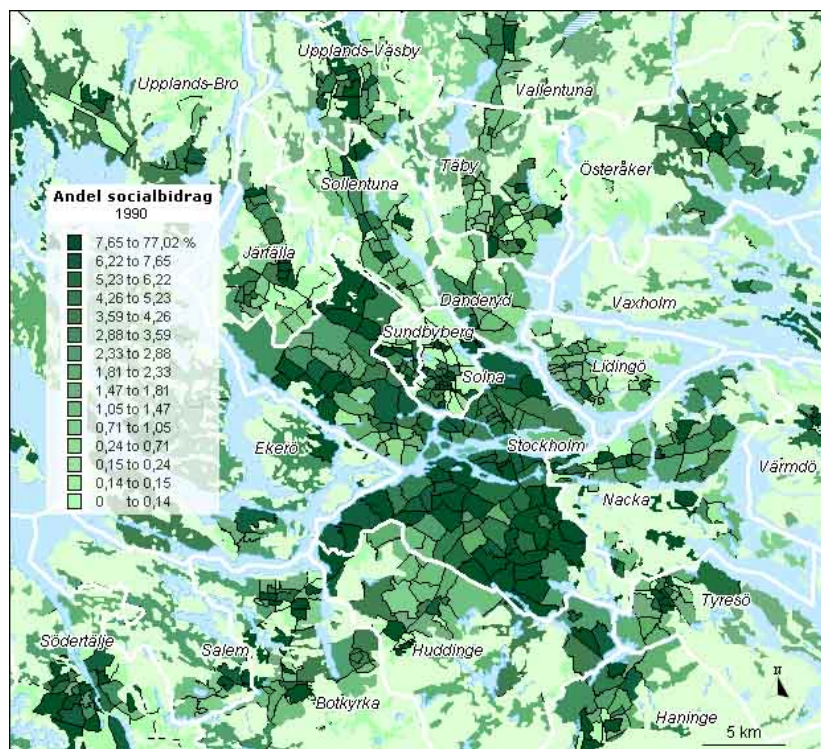 Upplands-Väsby
Upplands-Bro
Vallentuna
Täby
Österåker
Sollentuna
Andel socialbidrag
1990
7,65 to 77,02 %
6,22 to 7,65
5,23 to 6,22
4,26 to 5,23
3,59 to 4,26
2,88 to 3,59
2,33 to 2,88
1,81 to 2,33
1,47 to 1,81
1,05 to 1,47
0,71 to 1,05
0,24 to 0,71
0,15 to 0,24
0,14 to 0,15
0 to 0,14
Järfälla
Danderyd
Vaxholm
Sundbyberg
Lidingö
Solna
Ekerö
Stockholm
Värmdö
Nacka
Tyresö
Södertälje
Salem
Huddinge
Botkyrka
Haninge
N
5 km